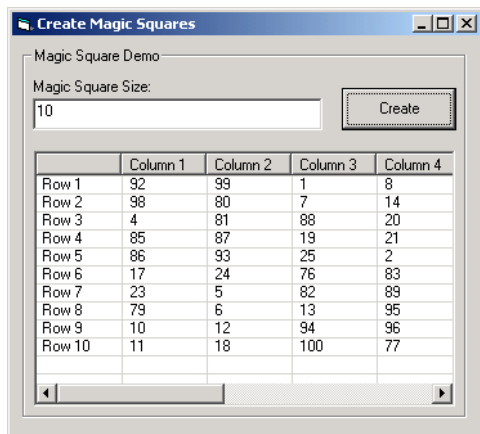 Create Magic Squares
Magic Square Demo
Magic Square Size:
10
Create
Column 1 Column 2 Column 3 Column 4
Row 1 92 99 1 8
Row 2 98 80 7 14
Row 3 4 81 88 20
Row 4 85 87 19 21
Row 5 86 93 25 2
Row 6 17 24 76 83
Row 7 23 5 82 89
Row 8 79 6 13 95
Row 9 10 12 94 96
Row 10 11 18 100 77